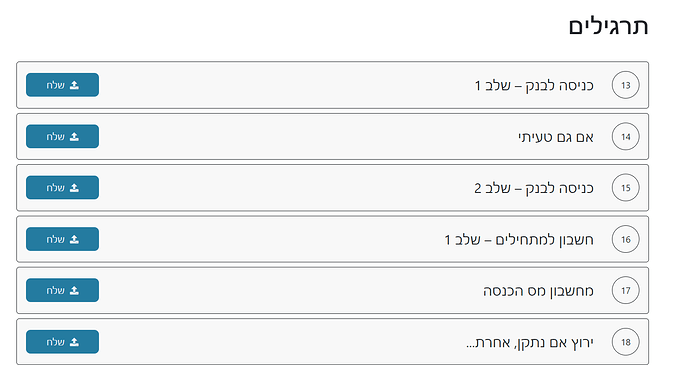 תרגילים
13 כניסה לבנק – שלב 1 שלח
14 אם גם טעיתי שלח
15 כניסה לבנק – שלב 2 שלח
16 חשבון למתחילים – שלב 1 שלח
17 מחשבון מס הכנסה שלח
18 ירוץ אם נתקן, אחרת... שלח